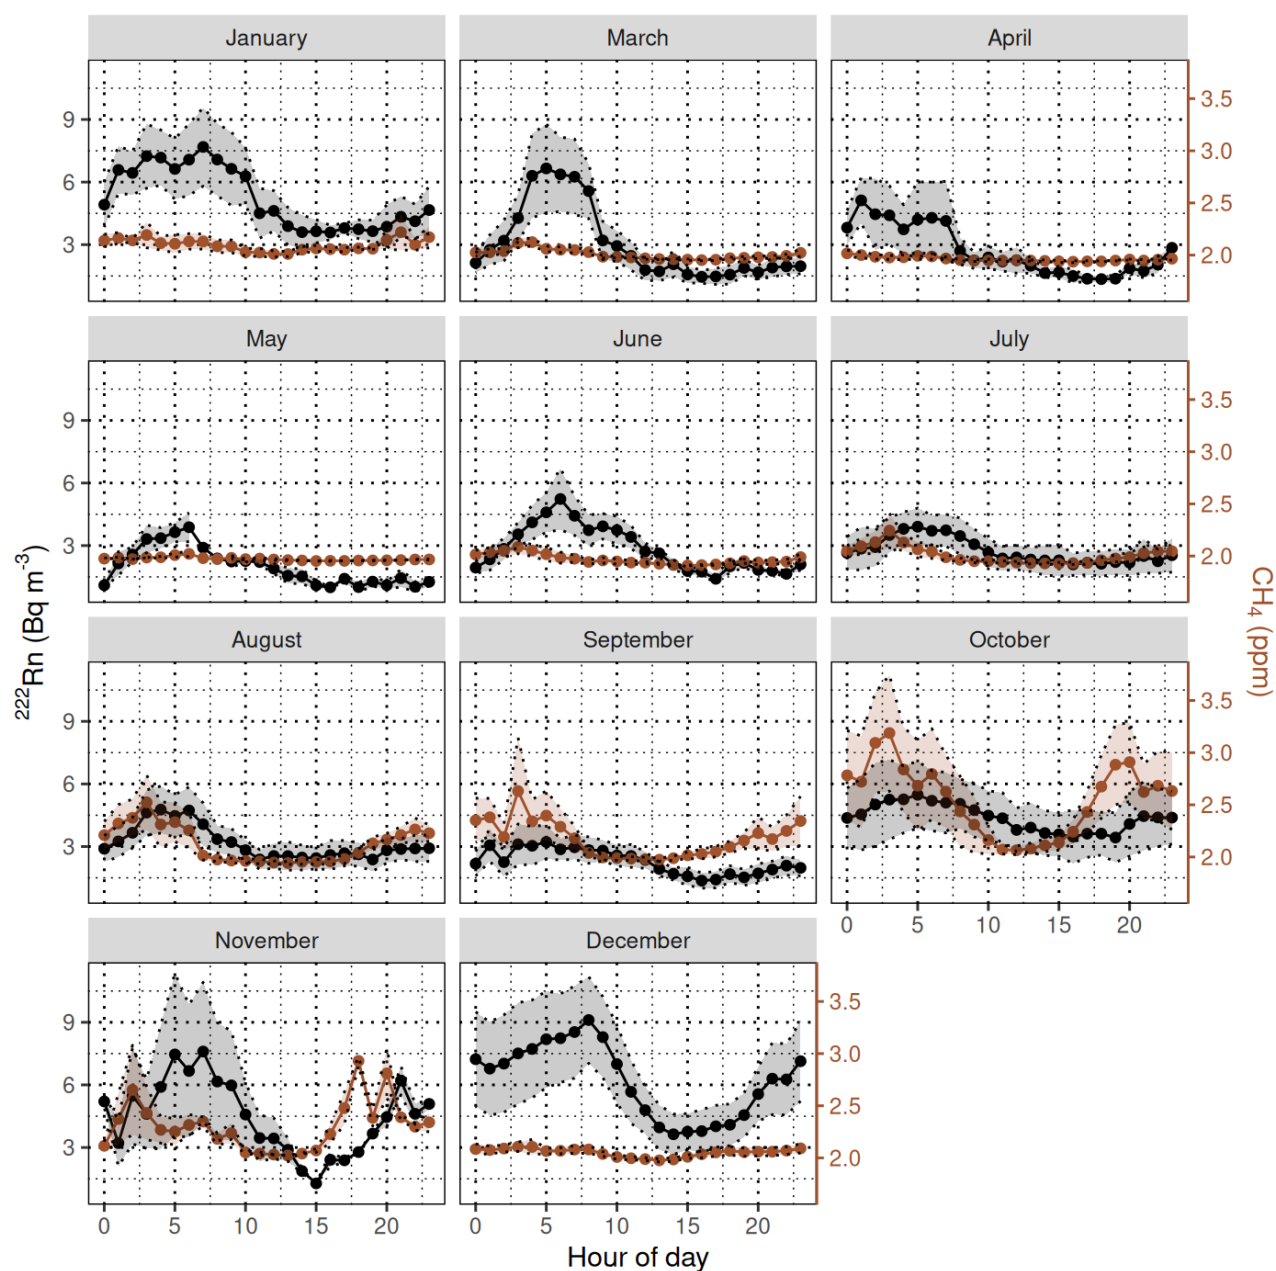 January
March
April
9
6
3
3.5
3.0
2.5
2.0
May
June
July
9
6
3
3.5
3.0
2.5
2.0
August
September
October
9
6
3
3.5
3.0
2.5
2.0
0 5 10 15 20
November
December
9
6
3
3.5
3.0
2.5
2.0
0 5 10 15 20
0 5 10 15 20
Hour of day
²²²Rn (Bq m⁻³)
CH₄ (ppm)